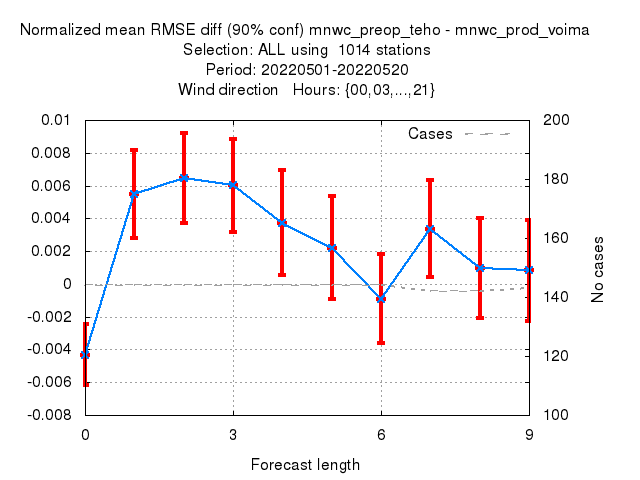 Normalized mean RMSE diff (90% conf) mnwc_preop_teho - mnwc_prod_voima
Selection: ALL using  1014 stations
Period: 20220501-20220520
Wind direction   Hours: {00,03,...,21}
0.01
0.008
0.006
0.004
0.002
0
-0.002
-0.004
-0.006
-0.008
Cases
200
180
160
140
120
100
No cases
0 3 6 9
Forecast length